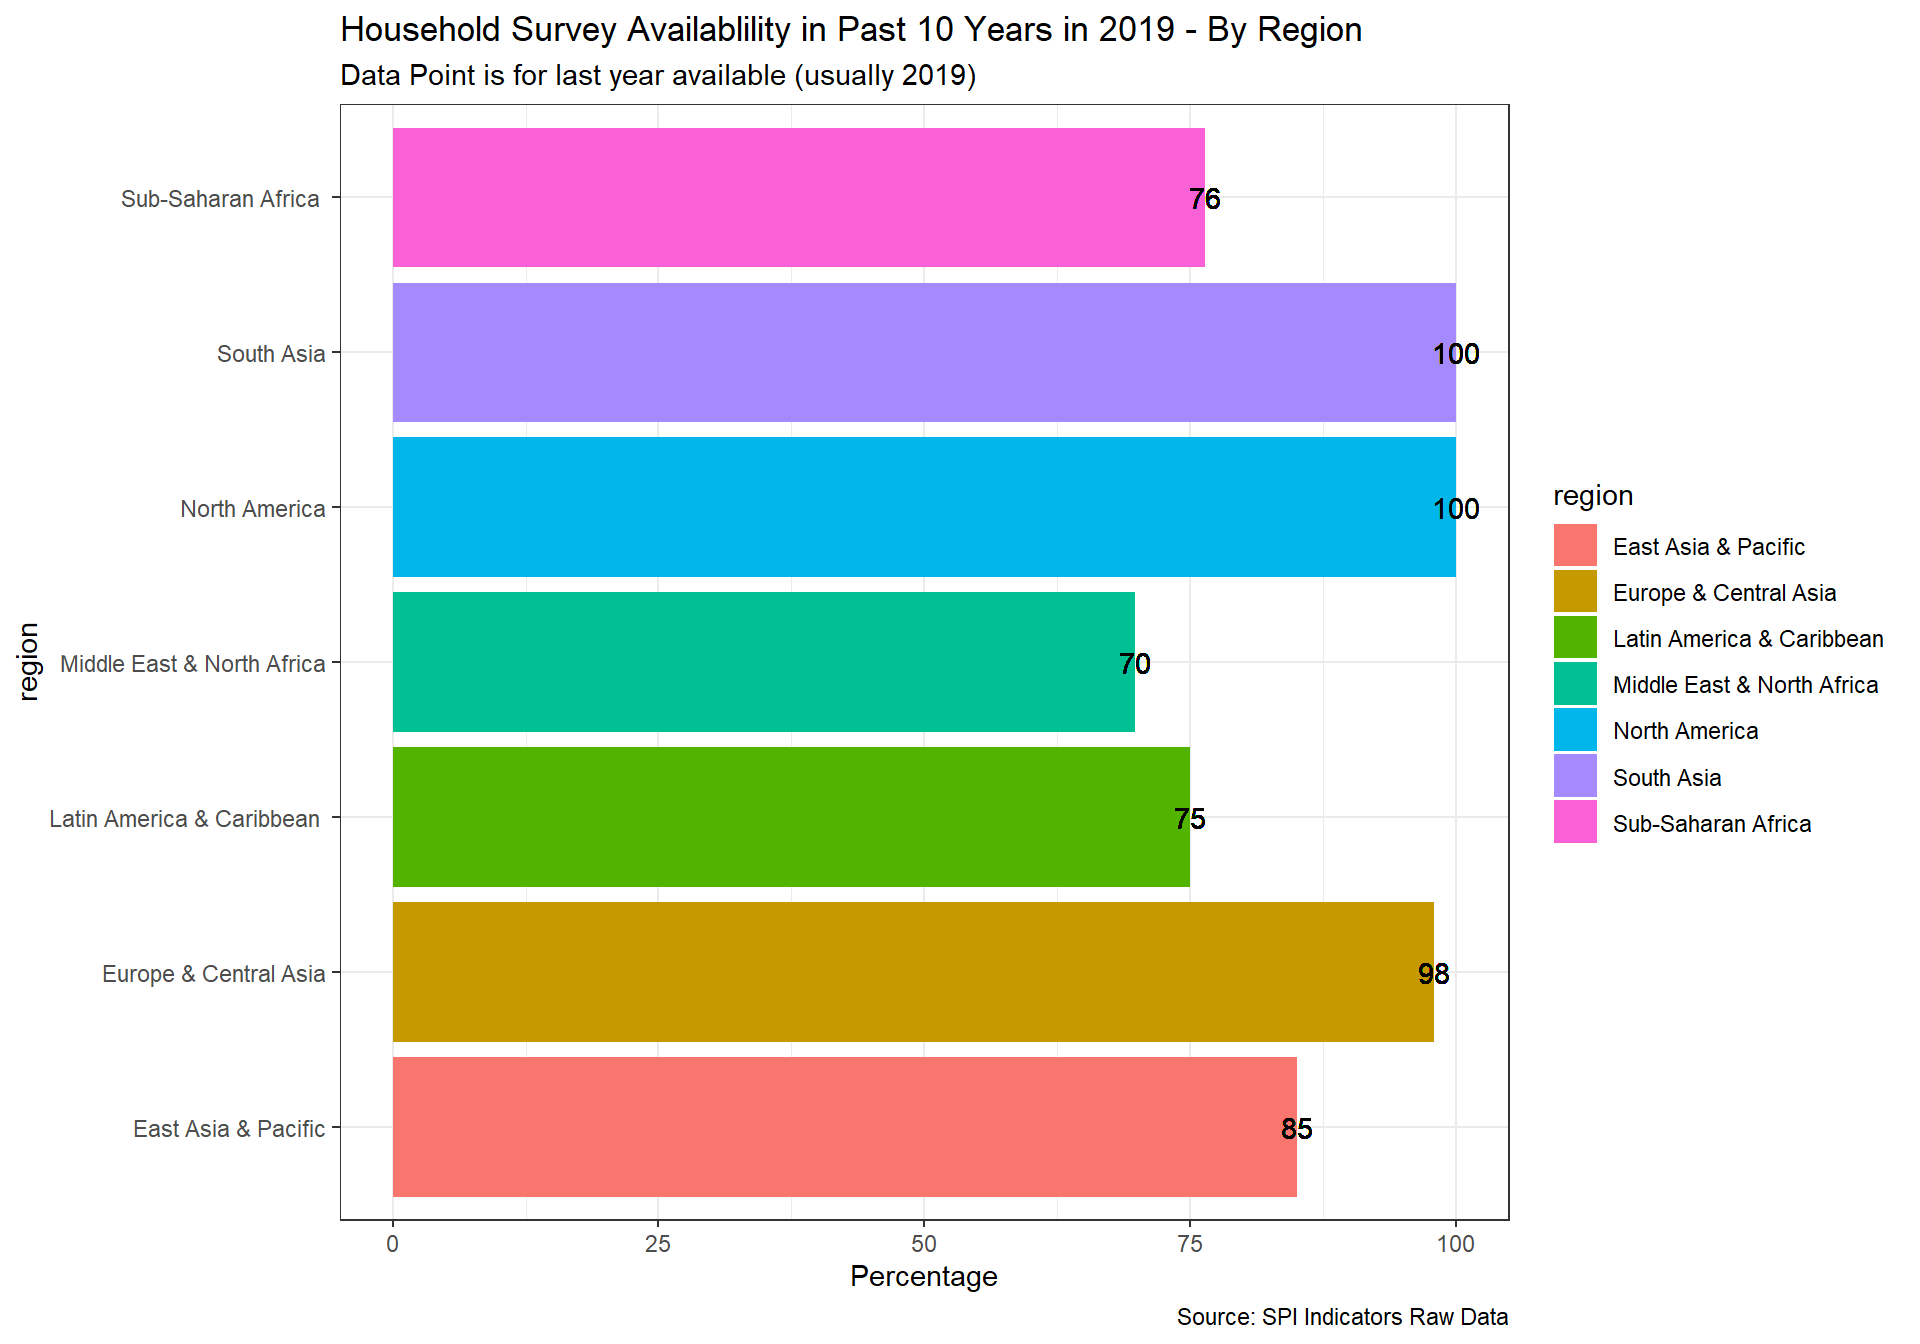 Household Survey Availablility in Past 10 Years in 2019 - By Region
Data Point is for last year available (usually 2019)
region
Sub-Saharan Africa
76
South Asia
100
North America
100
Middle East & North Africa
70
Latin America & Caribbean
75
Europe & Central Asia
98
East Asia & Pacific
85
0 25 50 75 100
Percentage
region
East Asia & Pacific
Europe & Central Asia
Latin America & Caribbean
Middle East & North Africa
North America
South Asia
Sub-Saharan Africa
Source: SPI Indicators Raw Data